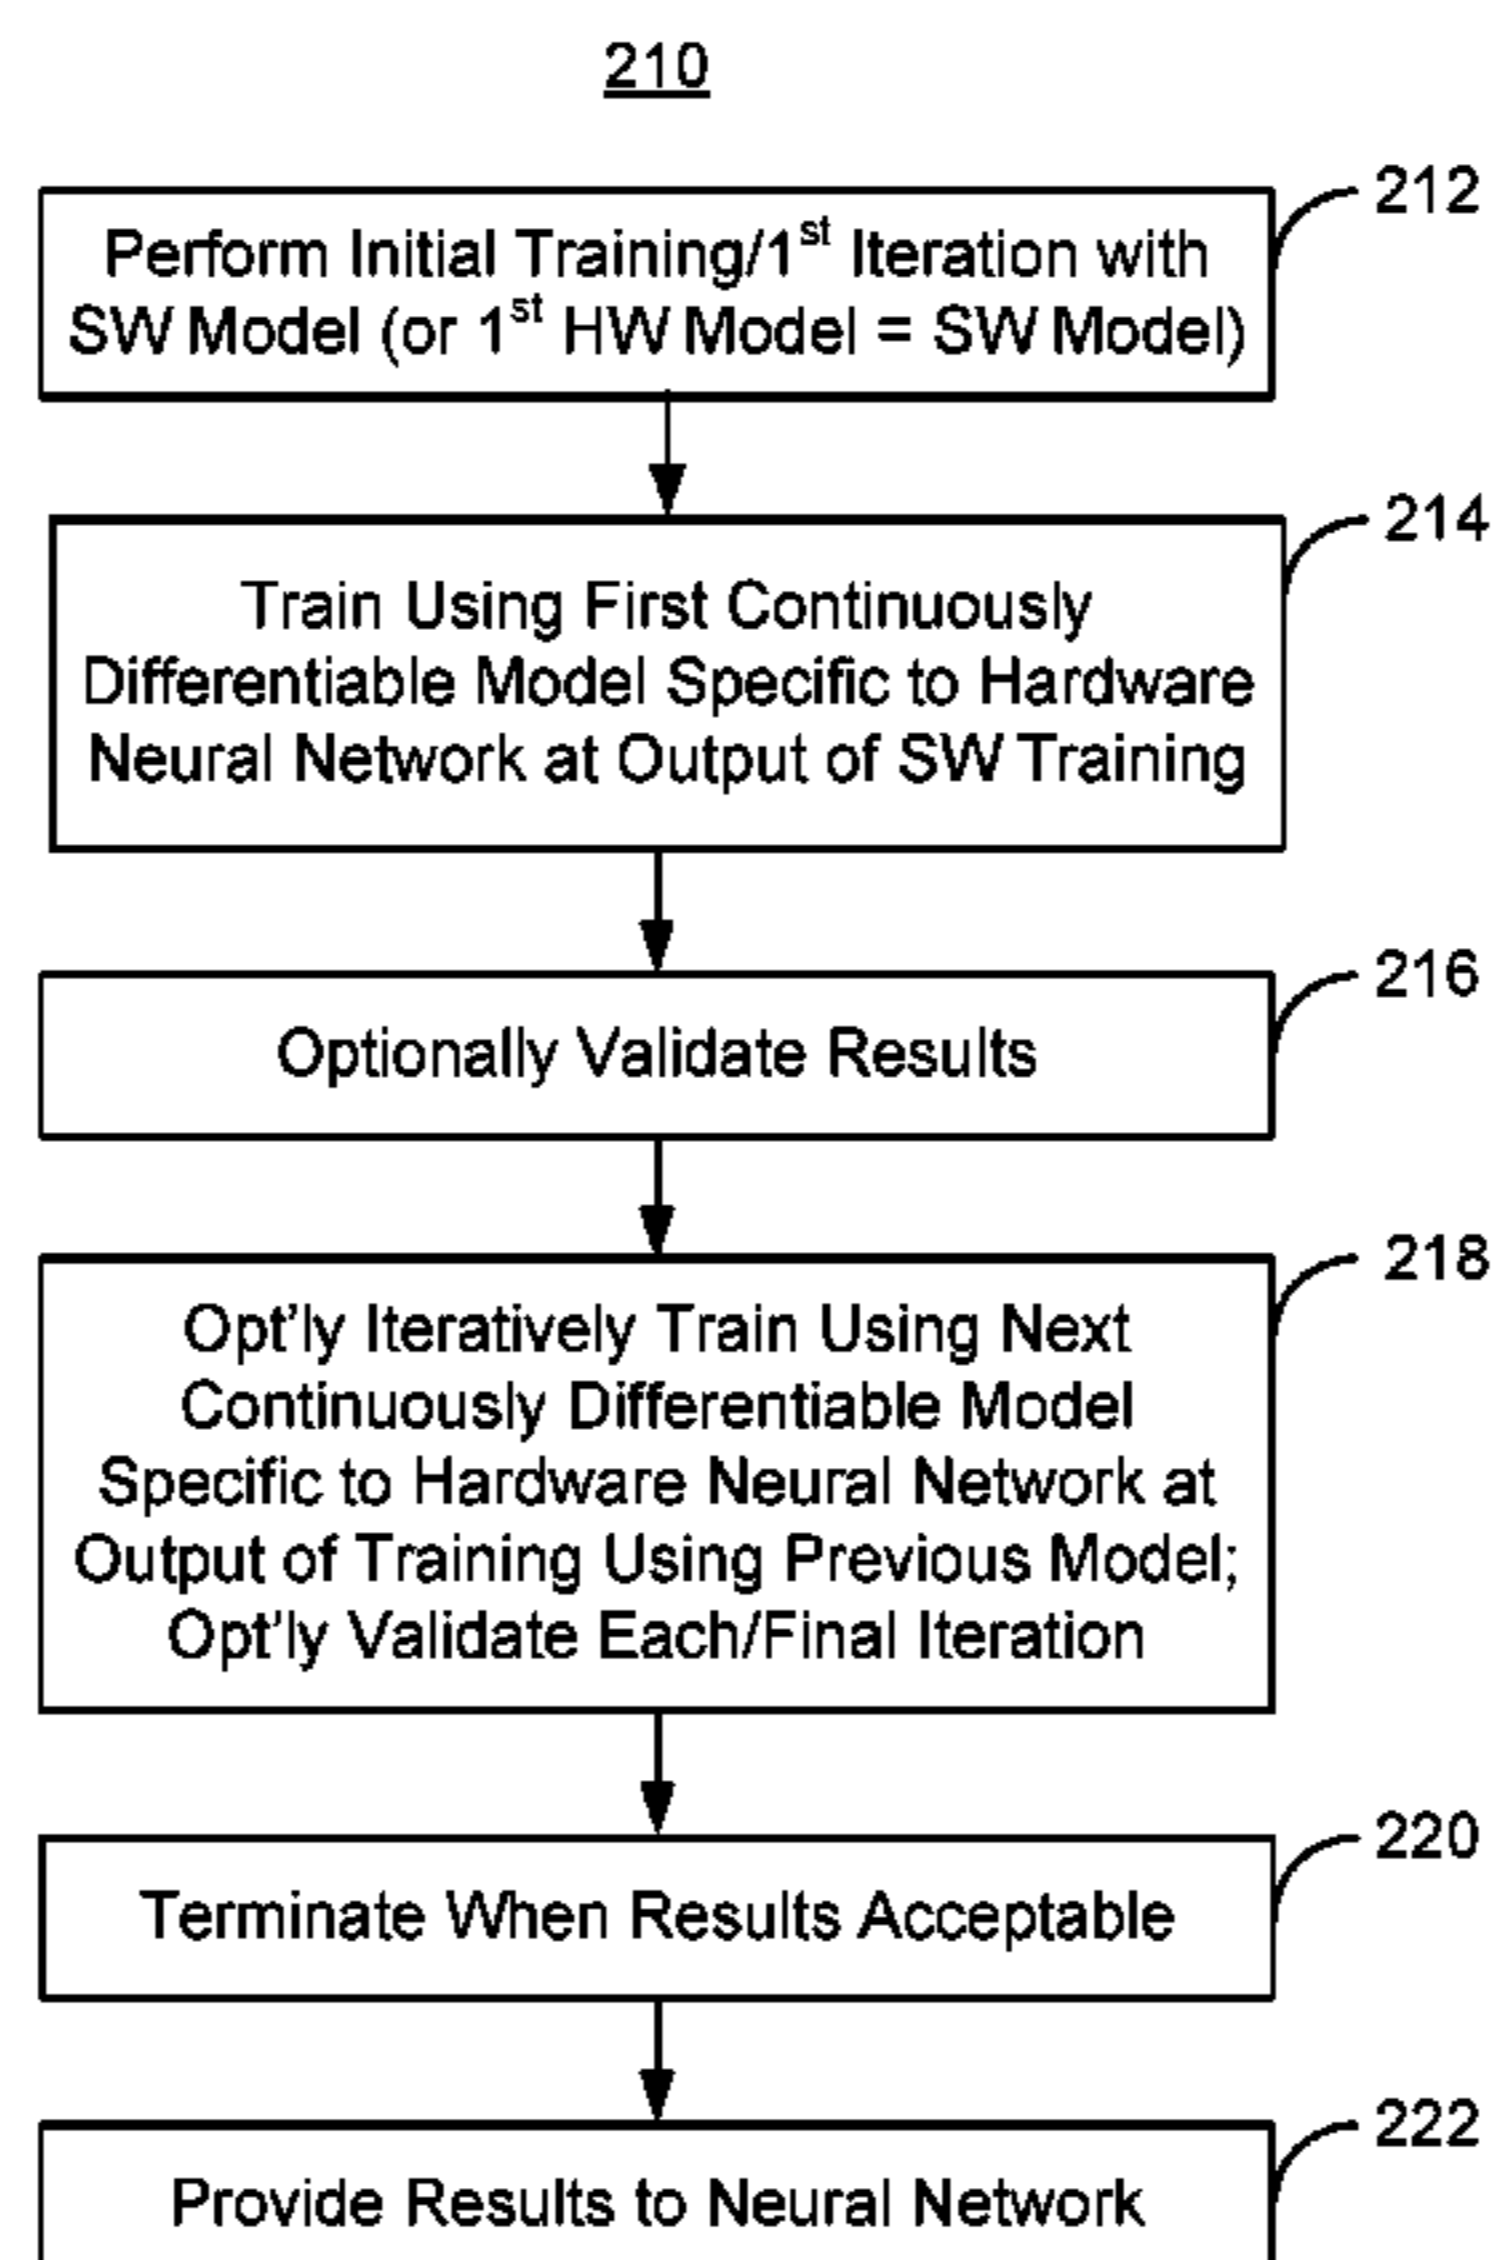 210
212
Perform Initial Training/1st Iteration with
SW Model (or 1st HW Model = SW Model)
214
Train Using First Continuously
Differentiable Model Specific to Hardware
Neural Network at Output of SW Training
216
Optionally Validate Results
218
Opt'ly Iteratively Train Using Next
Continuously Differentiable Model
Specific to Hardware Neural Network at
Output of Training Using Previous Model;
Opt'ly Validate Each/Final Iteration
220
Terminate When Results Acceptable
222
Provide Results to Neural Network